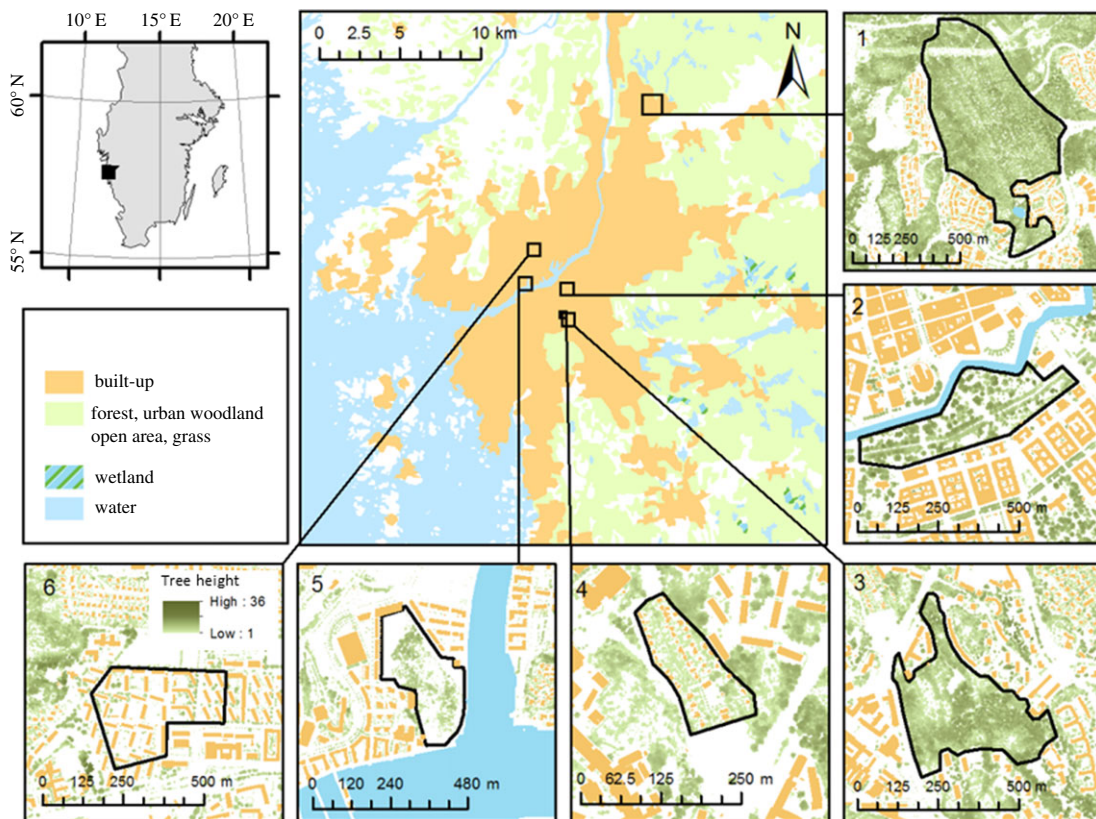 10° E 15° E 20° E
60° N
55° N
10° E 15° E 20° E
0 2.5 5 10 km
N
1
0 125 250 500 m
built-up
forest, urban woodland
open area, grass
wetland
water
2
0 125 250 500 m
6
Tree height
High : 36
Low : 1
0 125 250 500 m
5
0 120 240 480 m
4
0 62.5 125 250 m
3
0 125 250 500 m